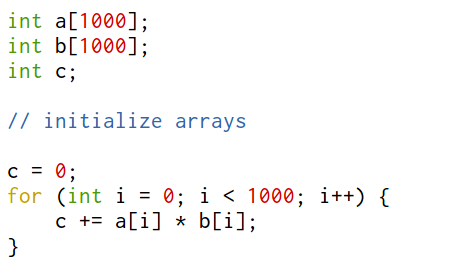 int a[1000];
int b[1000];
int c;

// initialize arrays

c = 0;
for (int i = 0; i < 1000; i++) {
    c += a[i] * b[i];
}